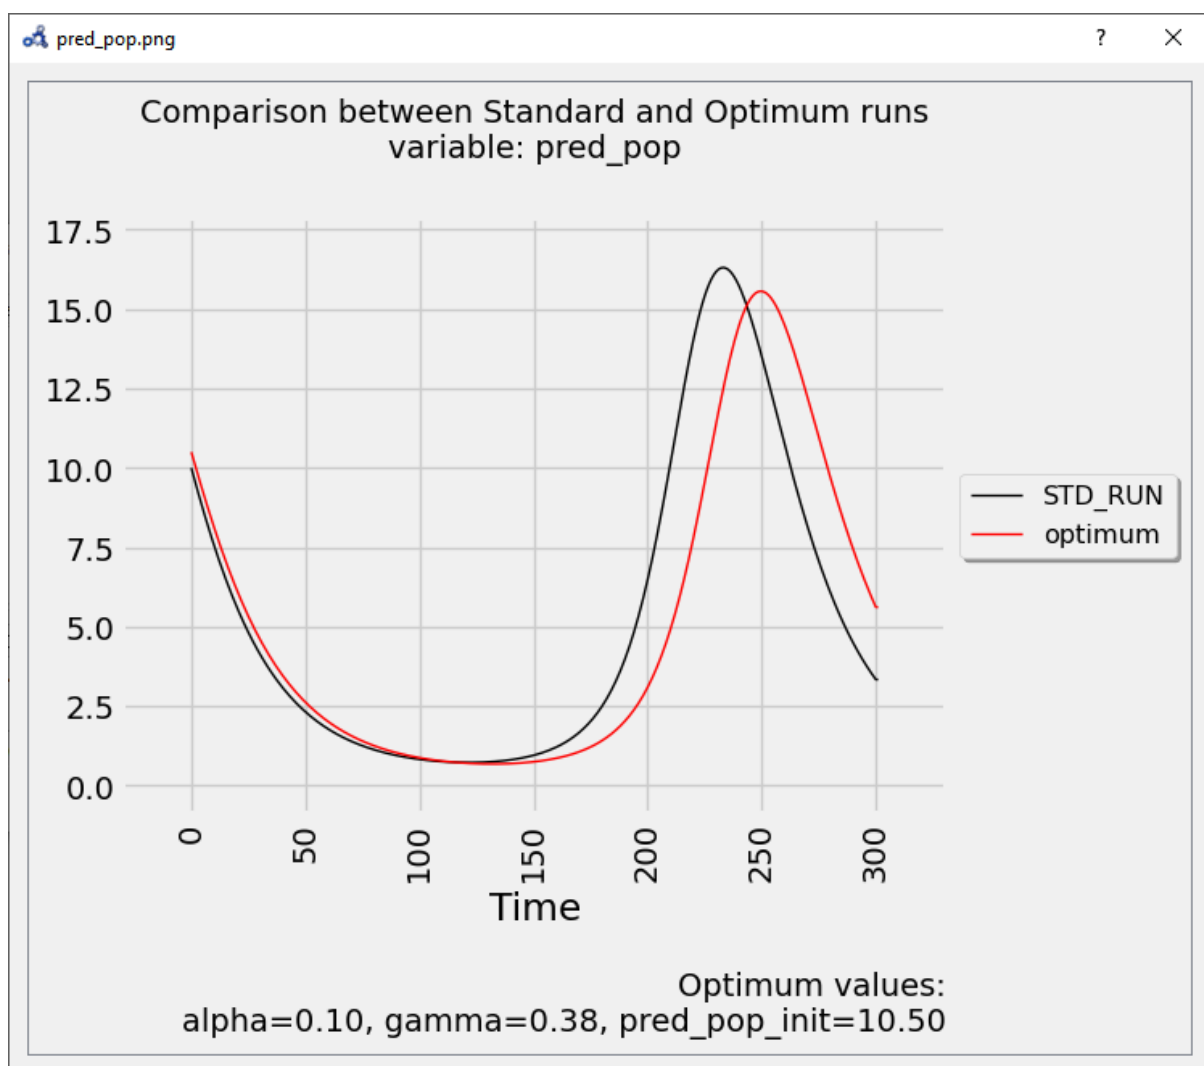 pred_pop.png
?
Comparison between Standard and Optimum runs
variable: pred_pop
17.5
15.0
12.5
10.0
7.5
5.0
2.5
0.0
0
50
100
150
200
250
300
Time
STD_RUN
optimum
Optimum values:
alpha=0.10, gamma=0.38, pred_pop_init=10.50